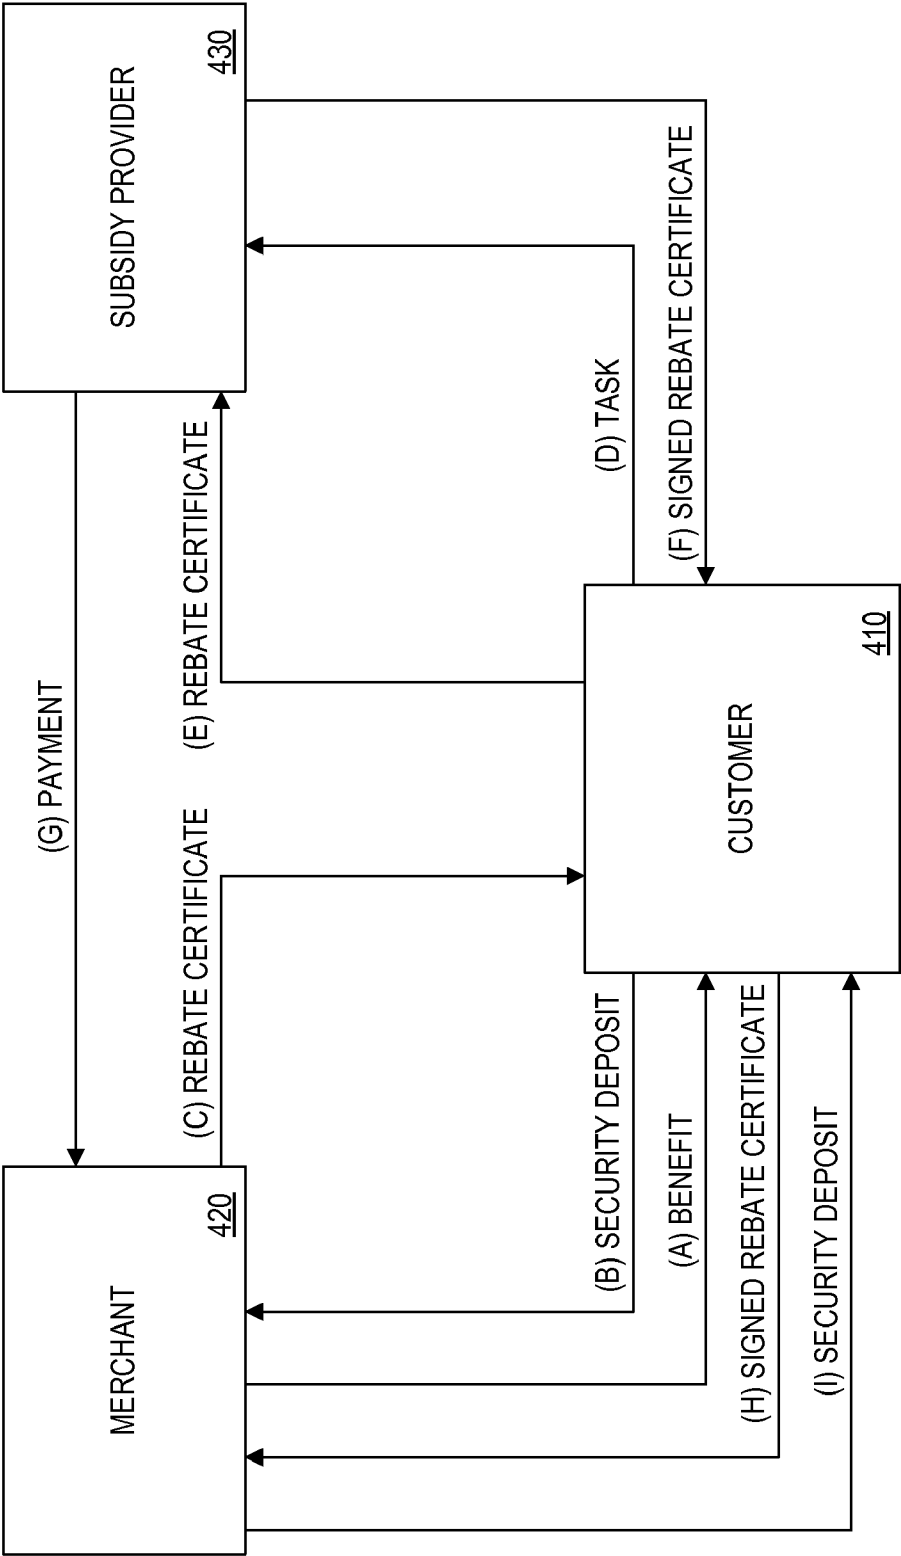 MERCHANT
420
(G) PAYMENT
SUBSIDY PROVIDER
430
(C) REBATE CERTIFICATE
(E) REBATE CERTIFICATE
(B) SECURITY DEPOSIT
(D) TASK
(A) BENEFIT
(F) SIGNED REBATE CERTIFICATE
(H) SIGNED REBATE CERTIFICATE
CUSTOMER
410
(I) SECURITY DEPOSIT